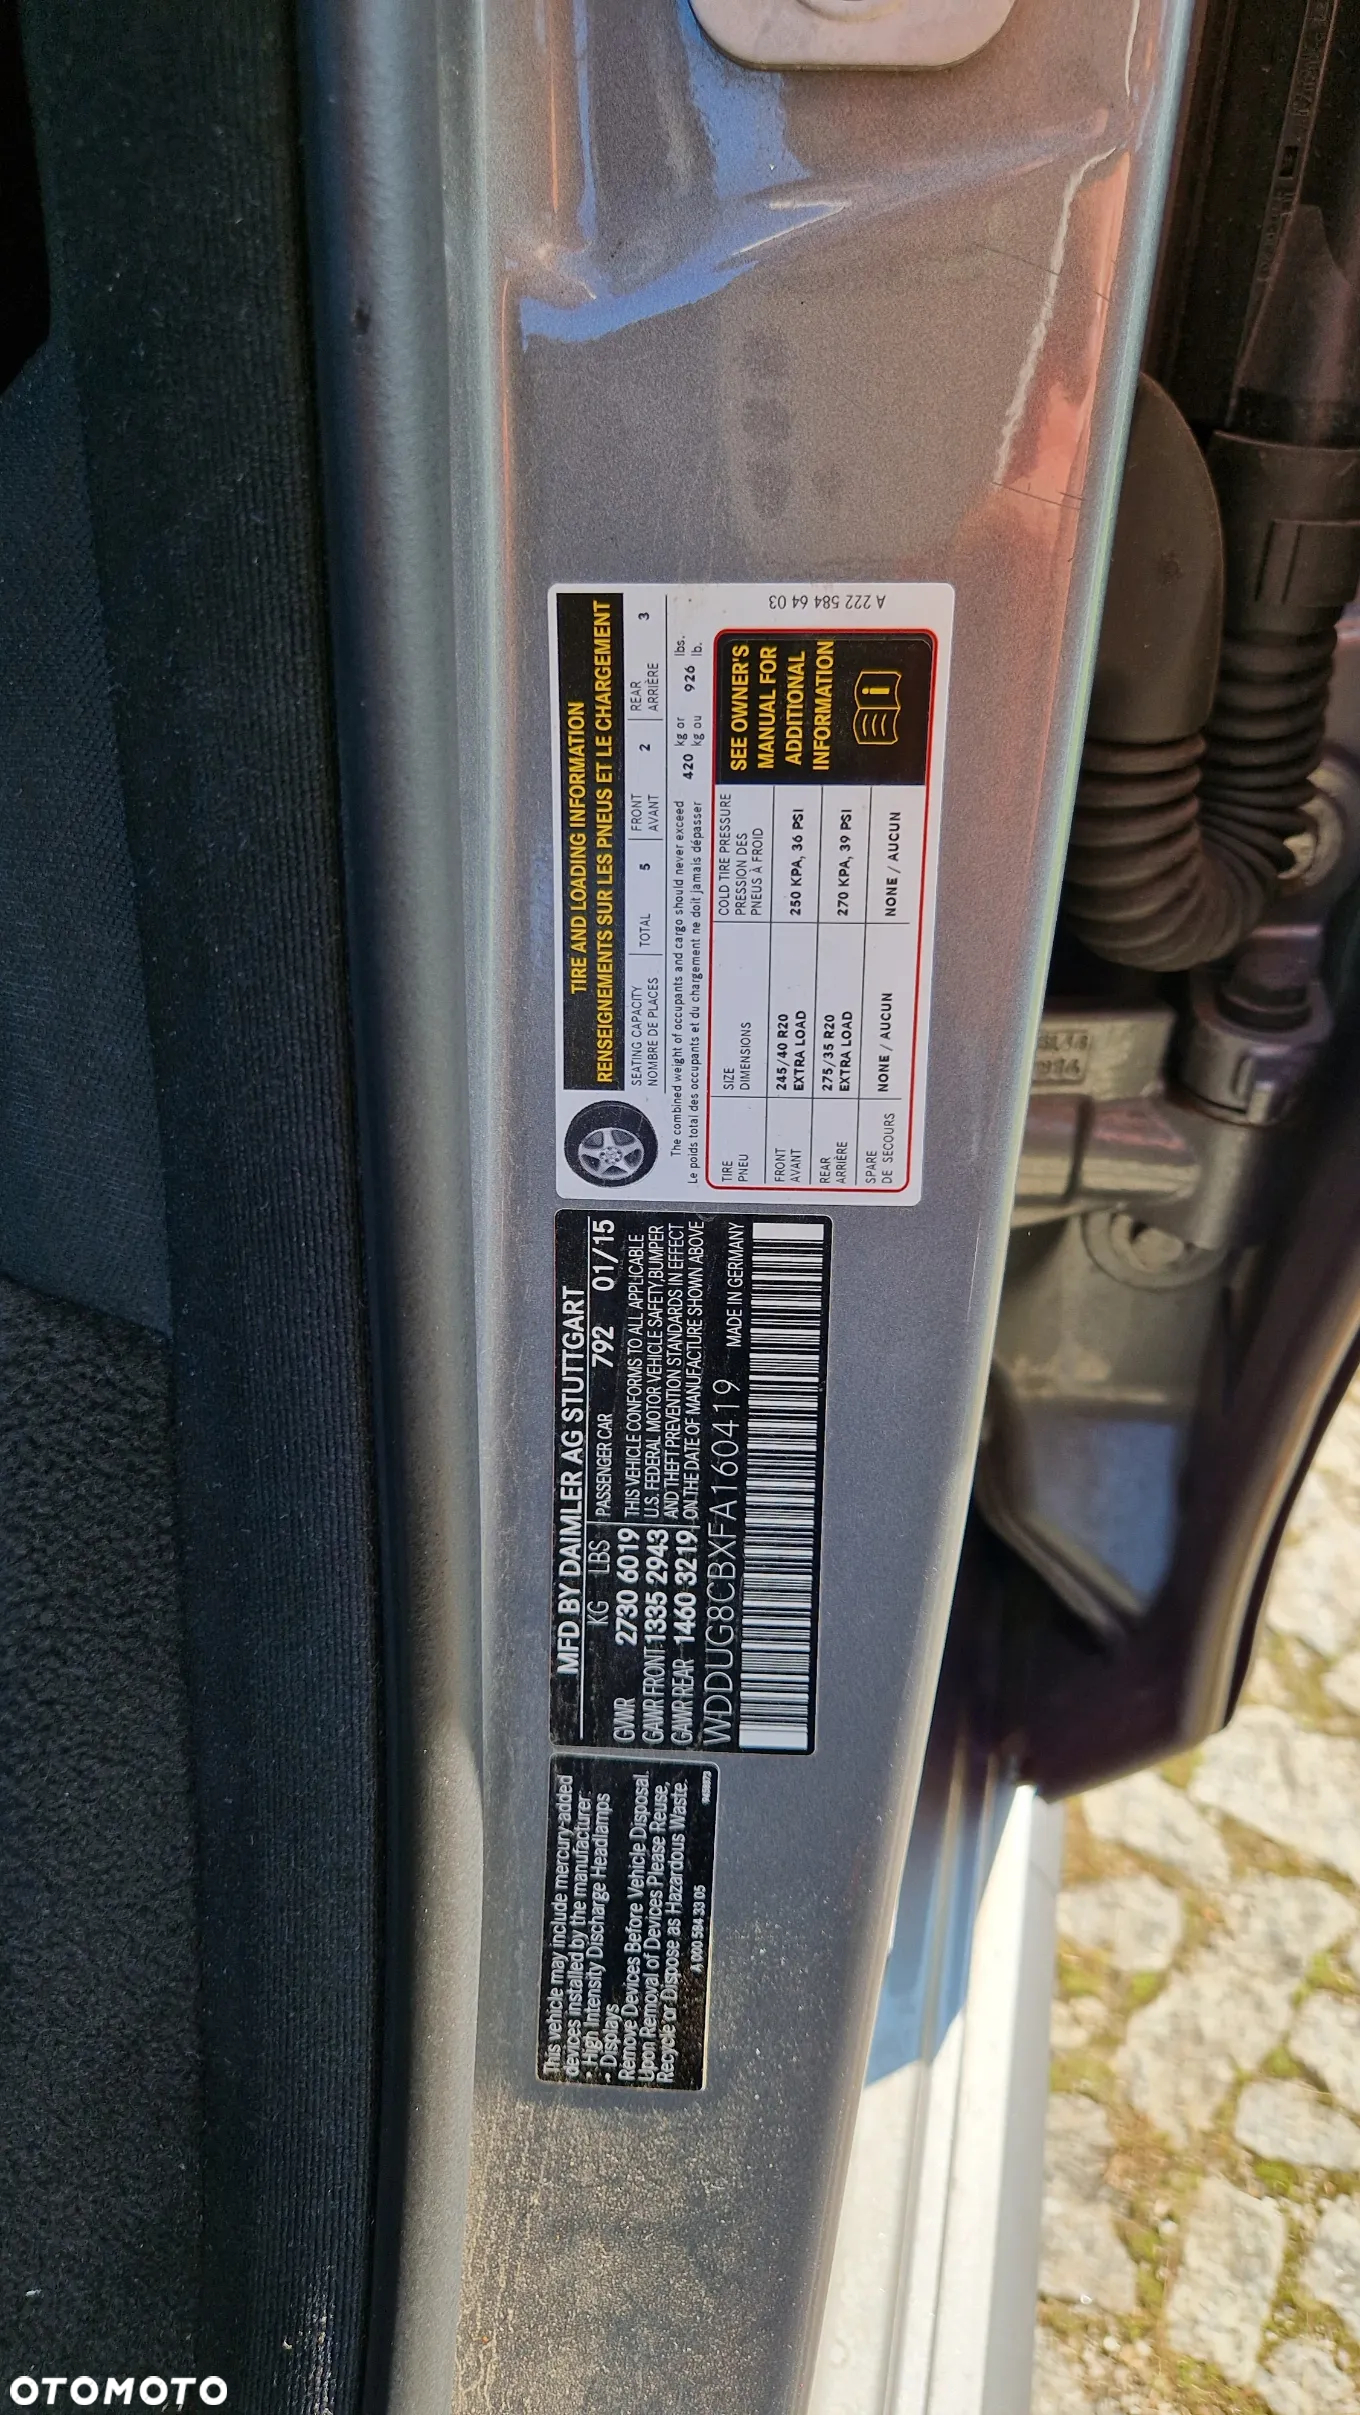 TIRE AND LOADING INFORMATION
RENSEIGNEMENTS SUR LES PNEUS ET LE CHARGEMENT
SEATING CAPACITY TOTAL 5 FRONT 2 REAR 3
NOMBRE DE PLACES AVANT ARRIÈRE
The combined weight of occupants and cargo should never exceed 420 kg or 926 lbs.
Le poids total des occupants et du chargement ne doit jamais dépasser kg ou lb.
TIRE SIZE COLD TIRE PRESSURE
PNEU DIMENSIONS PRESSION DES
PNEUS À FROID
FRONT 245/40 R20 250 KPA, 36 PSI
AVANT EXTRA LOAD
REAR 275/35 R20 270 KPA, 39 PSI
ARRIÈRE EXTRA LOAD
SPARE NONE / AUCUN NONE / AUCUN
DE SECOURS
SEE OWNER'S
MANUAL FOR
ADDITIONAL
INFORMATION
A 222 584 64 03
MFD BY DAIMLER AG STUTTGART
KG LBS PASSENGER CAR 792 01/15
GVWR 2730 6019 THIS VEHICLE CONFORMS TO ALL APPLICABLE
GAWR FRONT 1335 2943 U.S. FEDERAL MOTOR VEHICLE SAFETY, BUMPER
GAWR REAR 1460 3219 AND THEFT PREVENTION STANDARDS IN EFFECT
ON THE DATE OF MANUFACTURE SHOWN ABOVE
WDDUG8CBXFA160419 MADE IN GERMANY
This vehicle may include mercury-added
devices installed by the manufacturer:
• High Intensity Discharge Headlamps
• Displays
Remove Devices Before Vehicle Disposal.
Upon Removal of Devices Please Reuse,
Recycle or Dispose as Hazardous Waste.
A 000 584 33 05
OTOMOTO